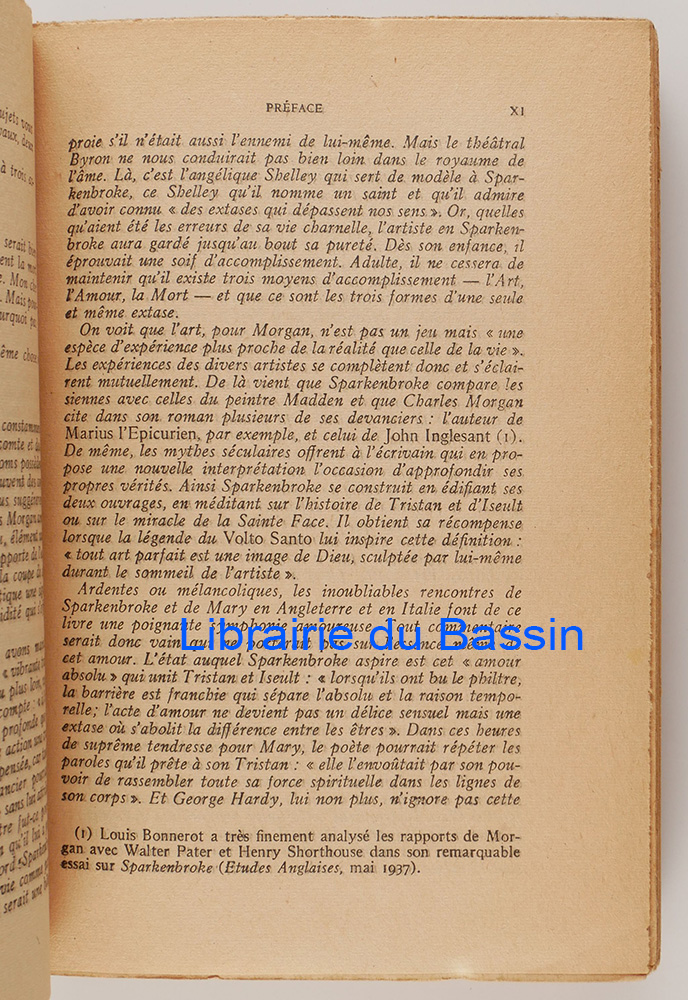 PRÉFACE XI
proie s'il n'était aussi l'ennemi de lui-même. Mais le théâtral
Byron ne nous conduirait pas bien loin dans le royaume de
l'âme. Là, c'est l'angélique Shelley qui sert de modèle à Spar-
kenbroke, ce Shelley qu'il nomme un saint et qu'il admire
d'avoir connu « des extases qui dépassent nos sens ». Or, quelles
qu'aient été les erreurs de sa vie charnelle, l'artiste en Sparken-
broke aura gardé jusqu'au bout sa pureté. Dès son enfance, il
éprouvait une soif d'accomplissement. Adulte, il ne cessera de
maintenir qu'il existe trois moyens d'accomplissement — l'Art,
l'Amour, la Mort — et que ce sont les trois formes d'une seule
et même extase.
On voit que l'art, pour Morgan, n'est pas un jeu mais « une
espèce d'expérience plus proche de la réalité que celle de la vie ».
Les expériences des divers artistes se complètent donc et s'éclai-
rent mutuellement. De là vient que Sparkenbroke compare les
siennes avec celles du peintre Madden et que Charles Morgan
cite dans son roman plusieurs de ses devanciers : l'auteur de
Marius l'Epicurien, par exemple, et celui de John Inglesant (1).
De même, les mythes séculaires offrent à l'écrivain qui en pro-
pose une nouvelle interprétation l'occasion d'approfondir ses
propres vérités. Ainsi Sparkenbroke se construit en édifiant ses
deux ouvrages, en méditant sur l'histoire de Tristan et d'Iseult
ou sur le miracle de la Sainte Face. Il obtient sa récompense
lorsque la légende du Volto Santo lui inspire cette définition :
« tout art parfait est une image de Dieu, sculptée par lui-même
durant le sommeil de l'artiste ».
Ardentes ou mélancoliques, les inoubliables rencontres de
Sparkenbroke et de Mary en Angleterre et en Italie font de ce
livre une poignante symphonie amoureuse. Tout commentaire
Librairie du Bassin
serait donc vain qui ne porterait pas sur l'essence même de
cet amour. L'état auquel Sparkenbroke aspire est cet « amour
absolu » qui unit Tristan et Iseult : « lorsqu'ils ont bu le philtre,
la barrière est franchie qui sépare l'absolu et la raison tempo-
relle; l'acte d'amour ne devient pas un délice sensuel mais une
extase où s'abolit la différence entre les êtres ». Dans ces heures
de suprême tendresse pour Mary, le poète pourrait répéter les
paroles qu'il prête à son Tristan : « elle l'envoûtait par son pou-
voir de rassembler toute sa force spirituelle dans les lignes de
son corps ». Et George Hardy, lui non plus, n'ignore pas cette
(1) Louis Bonnerot a très finement analysé les rapports de Mor-
gan avec Walter Pater et Henry Shorthouse dans son remarquable
essai sur Sparkenbroke (Etudes Anglaises, mai 1937).